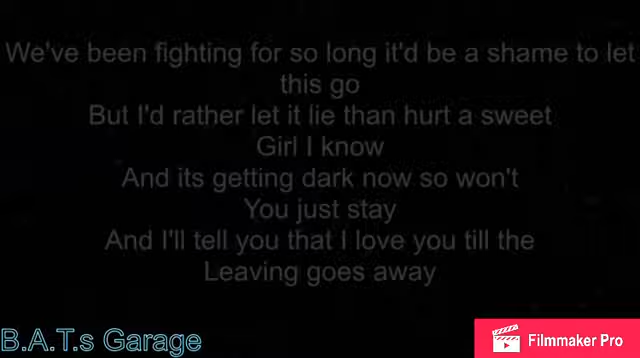 We've been fighting for so long it'd be a shame to let
this go
But I'd rather let it lie than hurt a sweet
Girl I know
And its getting dark now so won't
You just stay
And I'll tell you that I love you till the
Leaving goes away
B.A.T.s Garage
Filmmaker Pro